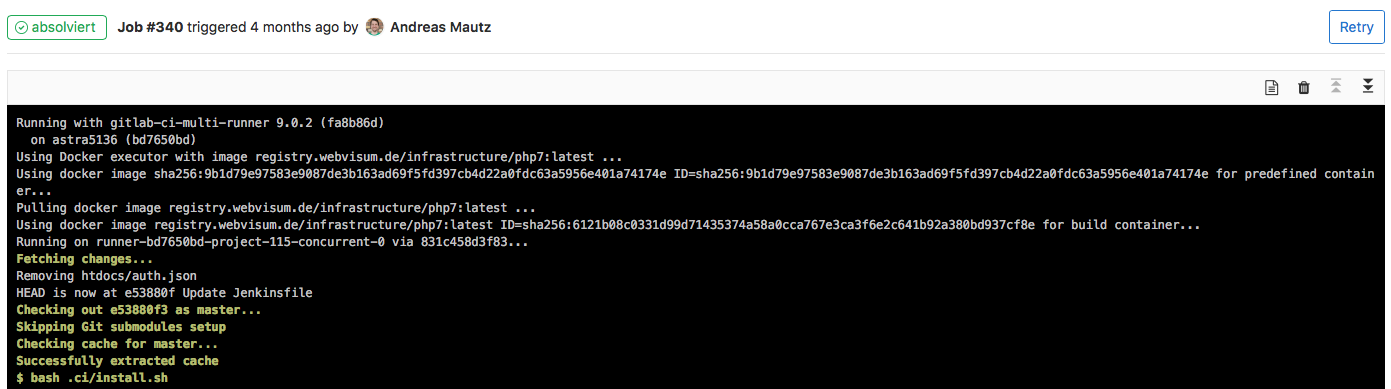 absolviert Job #340 triggered 4 months ago by Andreas Mautz Retry
Running with gitlab-ci-multi-runner 9.0.2 (fa8b86d)
on astra5136 (bd7650bd)
Using Docker executor with image registry.webvisum.de/infrastructure/php7:latest ...
Using docker image sha256:9b1d79e97583e9087de3b163ad69f5fd397cb4d22a0fdc63a5956e401a74174e ID=sha256:9b1d79e97583e9087de3b163ad69f5fd397cb4d22a0fdc63a5956e401a74174e for predefined contain
er...
Pulling docker image registry.webvisum.de/infrastructure/php7:latest ...
Using docker image registry.webvisum.de/infrastructure/php7:latest ID=sha256:6121b08c0331d99d71435374a58a0cca767e3ca3f6e2c641b92a380bd937cf8e for build container...
Running on runner-bd7650bd-project-115-concurrent-0 via 831c458d3f83...
Fetching changes...
Removing htdocs/auth.json
HEAD is now at e53880f Update Jenkinsfile
Checking out e53880f3 as master...
Skipping Git submodules setup
Checking cache for master...
Successfully extracted cache
$ bash .ci/install.sh